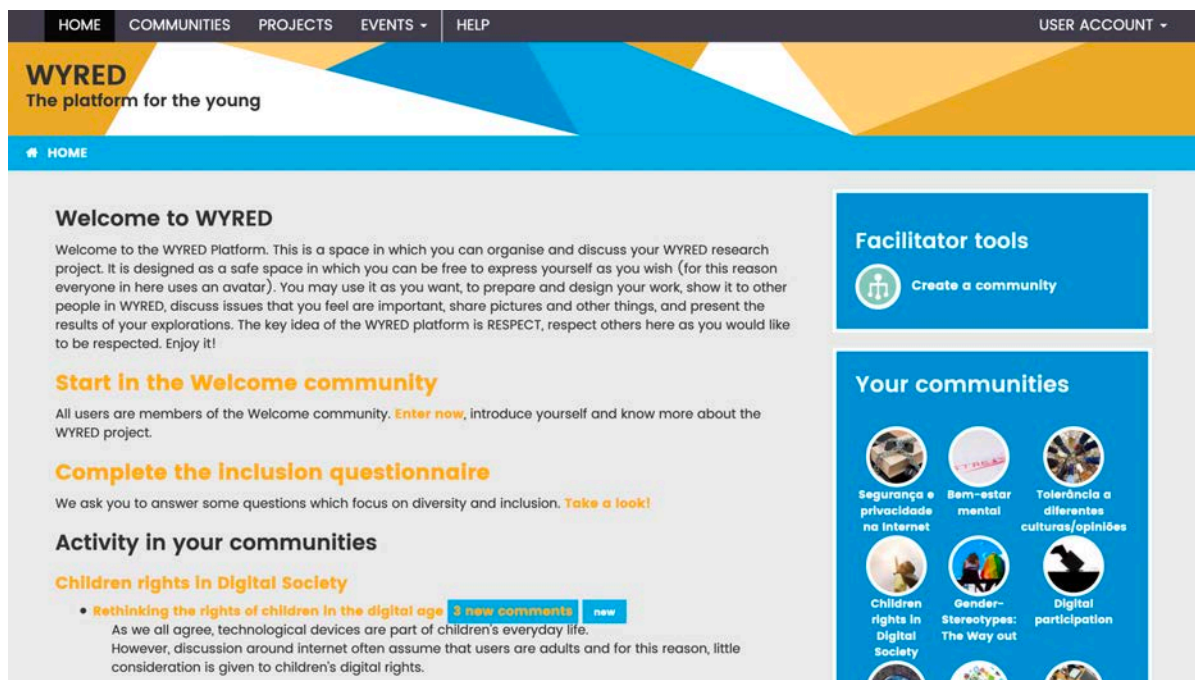 HOME COMMUNITIES PROJECTS EVENTS HELP USER ACCOUNT
WYRED
The platform for the young
HOME
Welcome to WYRED
Welcome to the WYRED Platform. This is a space in which you can organise and discuss your WYRED research
project. It is designed as a safe space in which you can be free to express yourself as you wish (for this reason
everyone in here uses an avatar). You may use it as you want, to prepare and design your work, show it to other
people in WYRED, discuss issues that you feel are important, share pictures and other things, and present the
results of your explorations. The key idea of the WYRED platform is RESPECT, respect others here as you would like
to be respected. Enjoy it!
Start in the Welcome community
All users are members of the Welcome community. Enter now, introduce yourself and know more about the
WYRED project.
Complete the inclusion questionnaire
We ask you to answer some questions which focus on diversity and inclusion. Take a look!
Activity in your communities
Children rights in Digital Society
• Rethinking the rights of children in the digital age 3 new comments new
As we all agree, technological devices are part of children's everyday life.
However, discussion around internet often assume that users are adults and for this reason, little
consideration is given to children's digital rights.
Facilitator tools
Create a community
Your communities
Segurança e
privacidade
na Internet
Bem-estar
mental
Tolerância a
diferentes
culturas/opiniões
Children
rights in
Digital
Society
Gender-
Stereotypes:
The Way out
Digital
participation